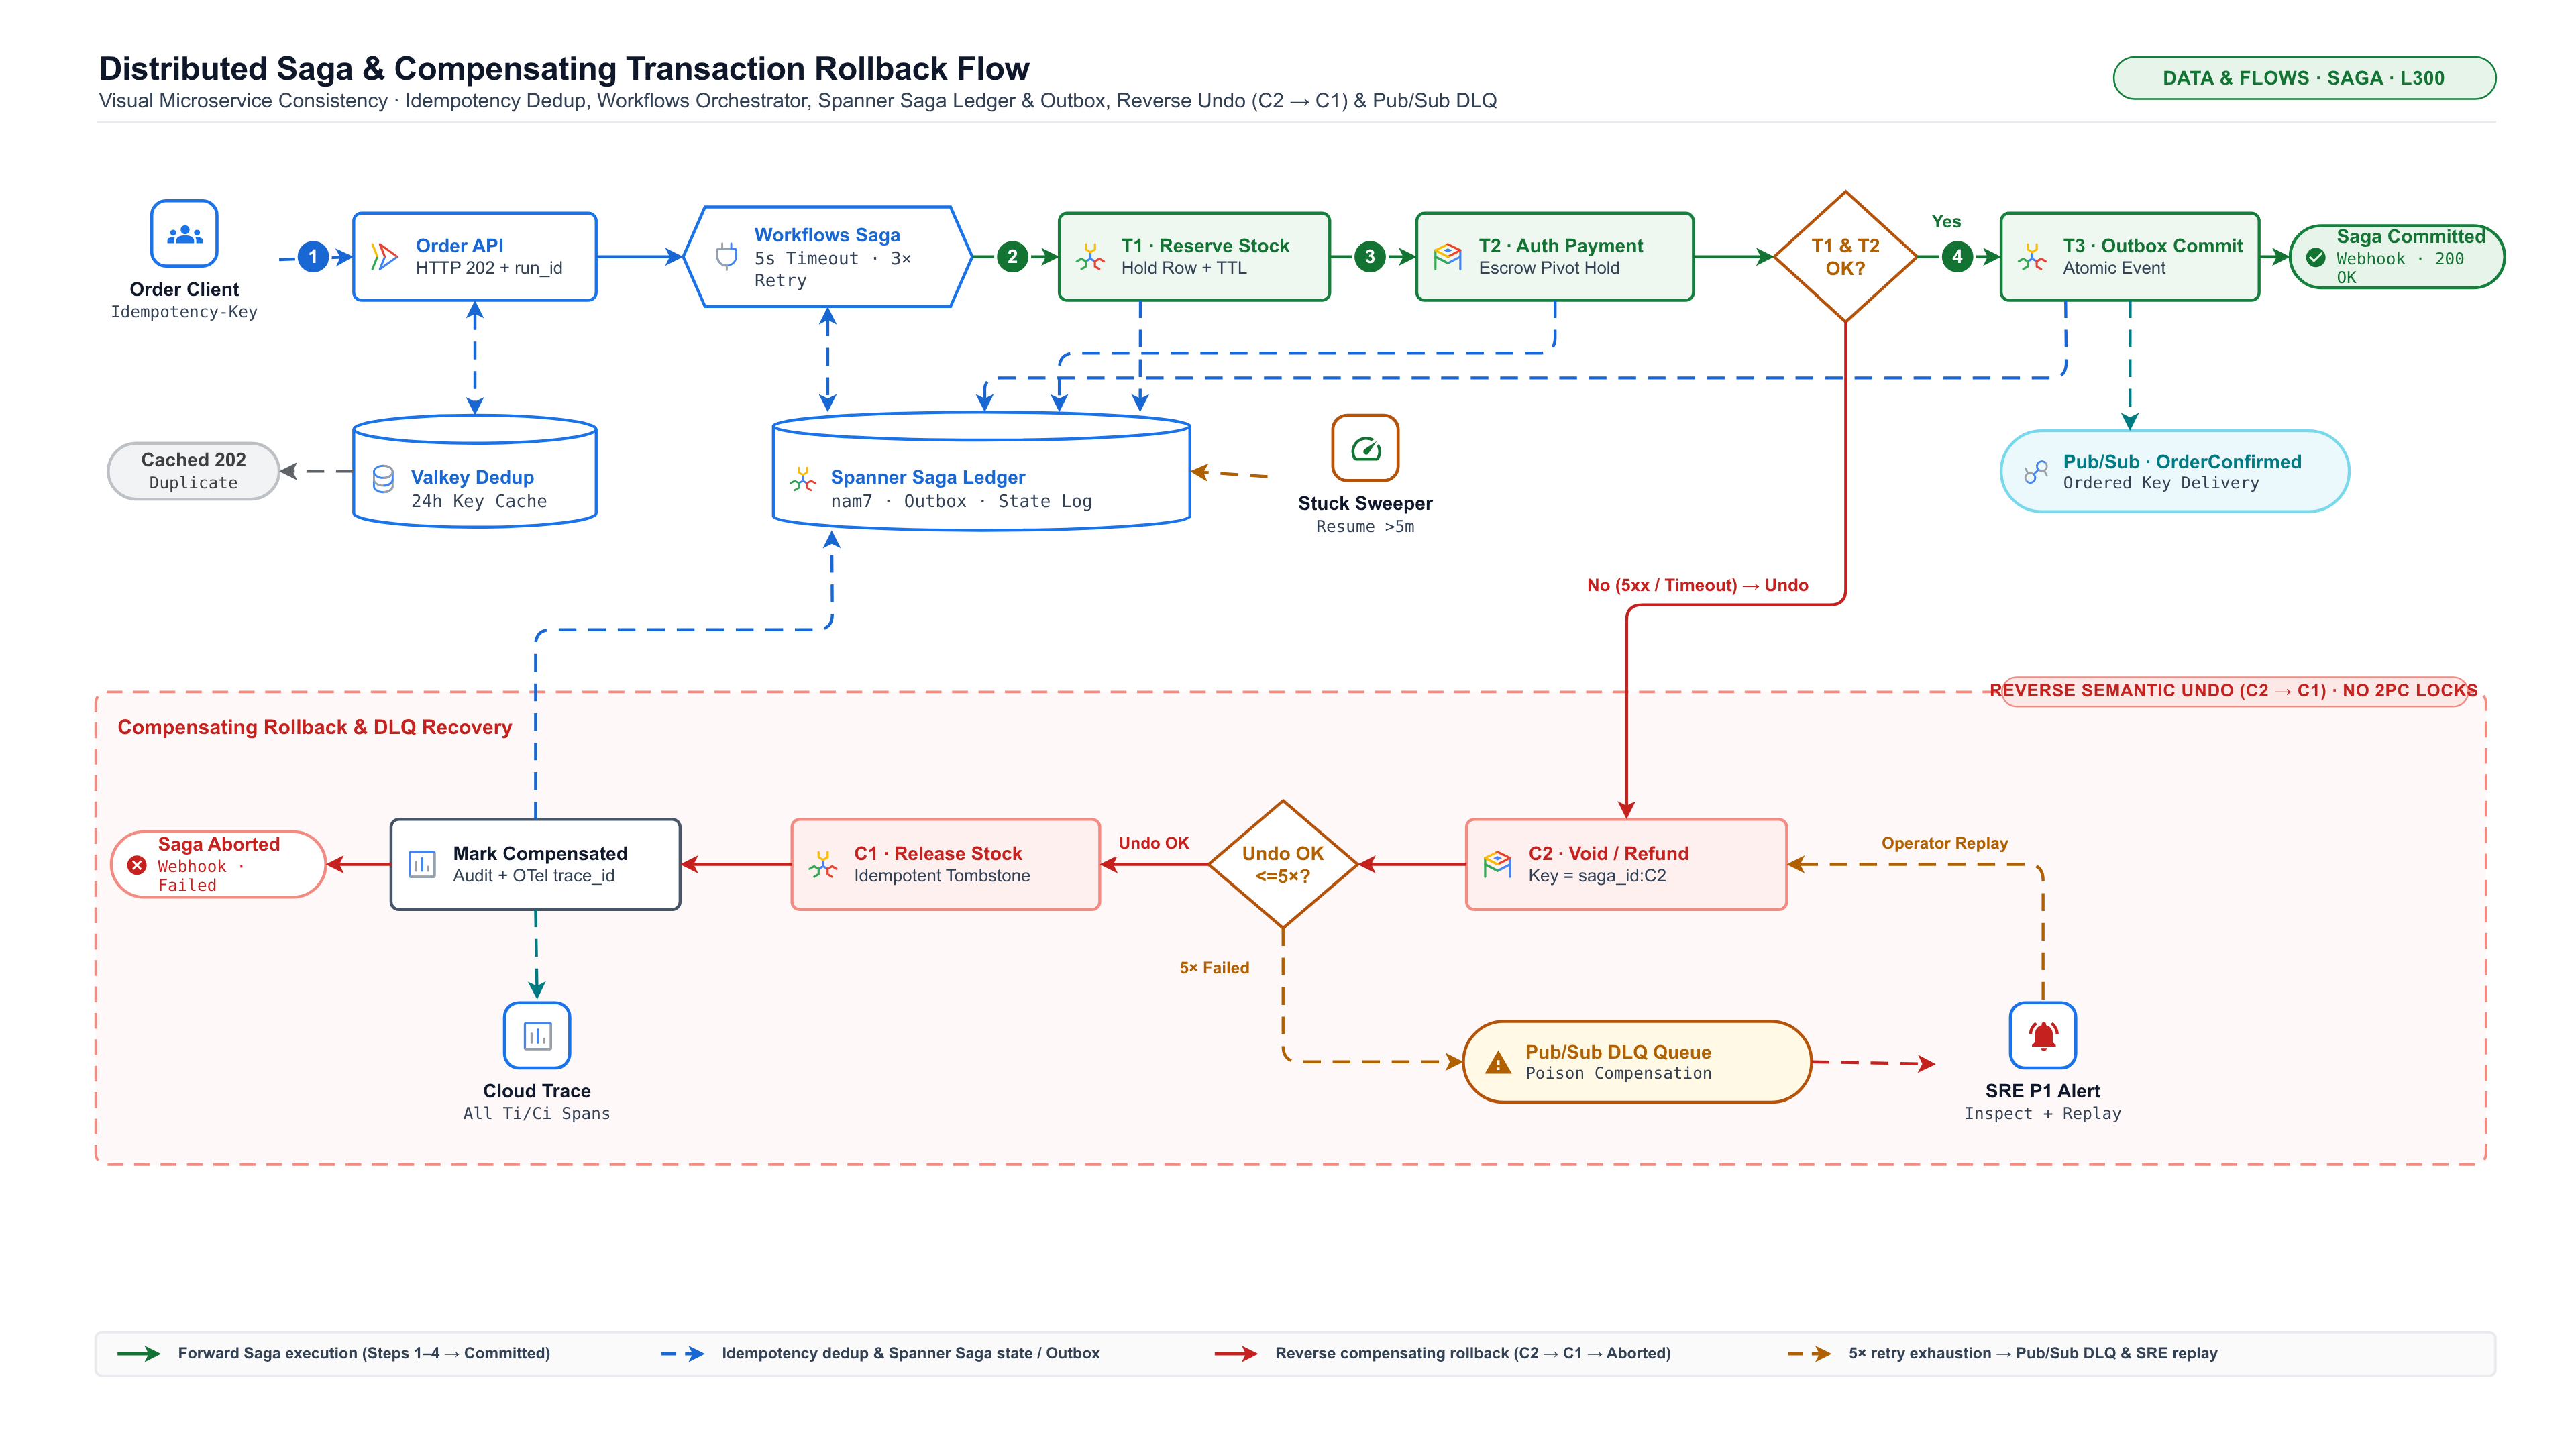 Distributed Saga & Compensating Transaction Rollback Flow
Visual Microservice Consistency · Idempotency Dedup, Workflows Orchestrator, Spanner Saga Ledger & Outbox, Reverse Undo (C2 → C1) & Pub/Sub DLQ
DATA & FLOWS · SAGA · L300
Order Client
Idempotency-Key
1
Order API
HTTP 202 + run_id
Workflows Saga
5s Timeout · 3×
Retry
2
T1 · Reserve Stock
Hold Row + TTL
3
T2 · Auth Payment
Escrow Pivot Hold
T1 & T2
OK?
Yes
4
T3 · Outbox Commit
Atomic Event
Saga Committed
Webhook · 200
OK
Cached 202
Duplicate
Valkey Dedup
24h Key Cache
Spanner Saga Ledger
nam7 · Outbox · State Log
Stuck Sweeper
Resume >5m
Pub/Sub · OrderConfirmed
Ordered Key Delivery
No (5xx / Timeout) → Undo
REVERSE SEMANTIC UNDO (C2 → C1) · NO 2PC LOCKS
Compensating Rollback & DLQ Recovery
Saga Aborted
Webhook ·
Failed
Mark Compensated
Audit + OTel trace_id
C1 · Release Stock
Idempotent Tombstone
Undo OK
Undo OK
<=5×?
C2 · Void / Refund
Key = saga_id:C2
Operator Replay
5× Failed
Cloud Trace
All Ti/Ci Spans
Pub/Sub DLQ Queue
Poison Compensation
SRE P1 Alert
Inspect + Replay
Forward Saga execution (Steps 1–4 → Committed)
Idempotency dedup & Spanner Saga state / Outbox
Reverse compensating rollback (C2 → C1 → Aborted)
5× retry exhaustion → Pub/Sub DLQ & SRE replay